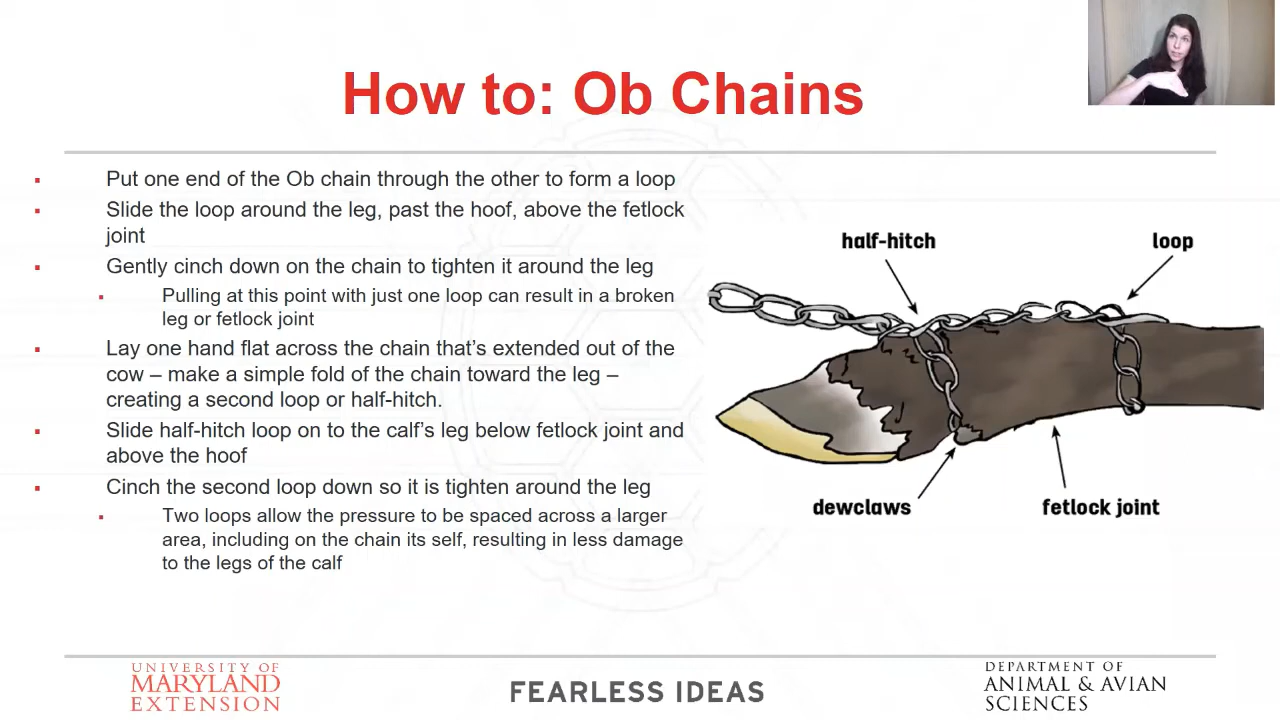 How to: Ob Chains
Put one end of the Ob chain through the other to form a loop
Slide the loop around the leg, past the hoof, above the fetlock
joint
Gently cinch down on the chain to tighten it around the leg
Pulling at this point with just one loop can result in a broken
leg or fetlock joint
Lay one hand flat across the chain that’s extended out of the
cow – make a simple fold of the chain toward the leg –
creating a second loop or half-hitch.
Slide half-hitch loop on to the calf’s leg below fetlock joint and
above the hoof
Cinch the second loop down so it is tighten around the leg
Two loops allow the pressure to be spaced across a larger
area, including on the chain its self, resulting in less damage
to the legs of the calf
half-hitch
loop
dewclaws
fetlock joint
UNIVERSITY OF
MARYLAND
EXTENSION
FEARLESS IDEAS
DEPARTMENT OF
ANIMAL & AVIAN
SCIENCES